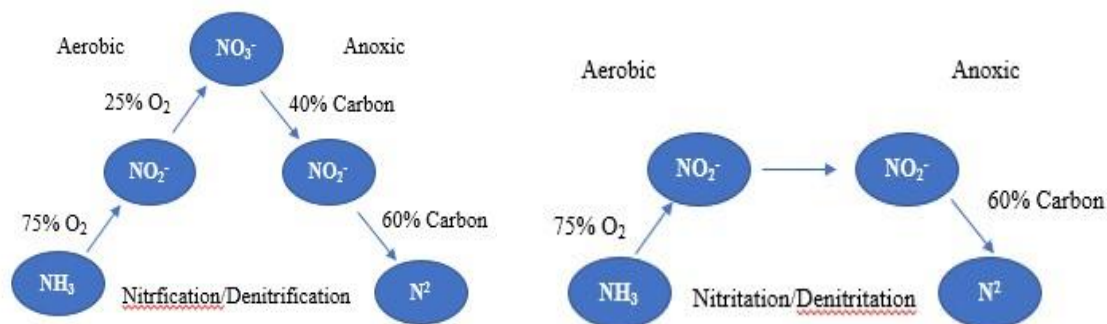 Aerobic
NO₃⁻
Anoxic
25% O₂
40% Carbon
NO₂⁻
NO₂⁻
75% O₂
60% Carbon
NH₃
Nitrfication/Denitrification
N²
Aerobic
Anoxic
NO₂⁻
NO₂⁻
75% O₂
60% Carbon
NH₃
Nitritation/Denitritation
N²